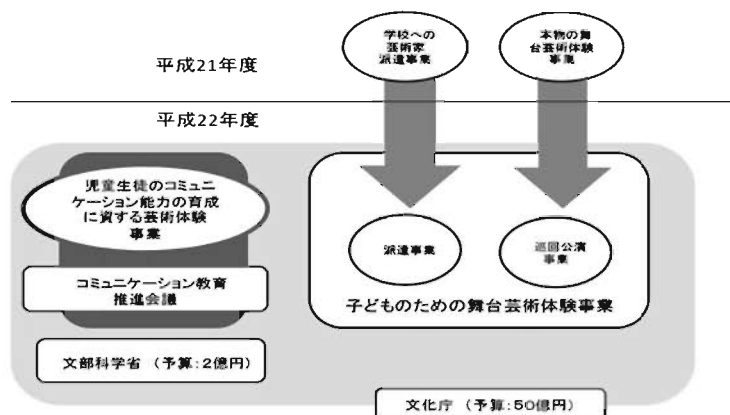 学校への
芸術家
派遣事業
本物の舞
台芸術体験
事業
平成21年度
平成22年度
児童生徒のコミュニ
ケーション能力の育成
に資する芸術体験
事業
派遣事業
巡回公演
事業
コミュニケーション教育
推進会議
子どものための舞台芸術体験事業
文部科学省 (予算:2億円)
文化庁 (予算:50億円)